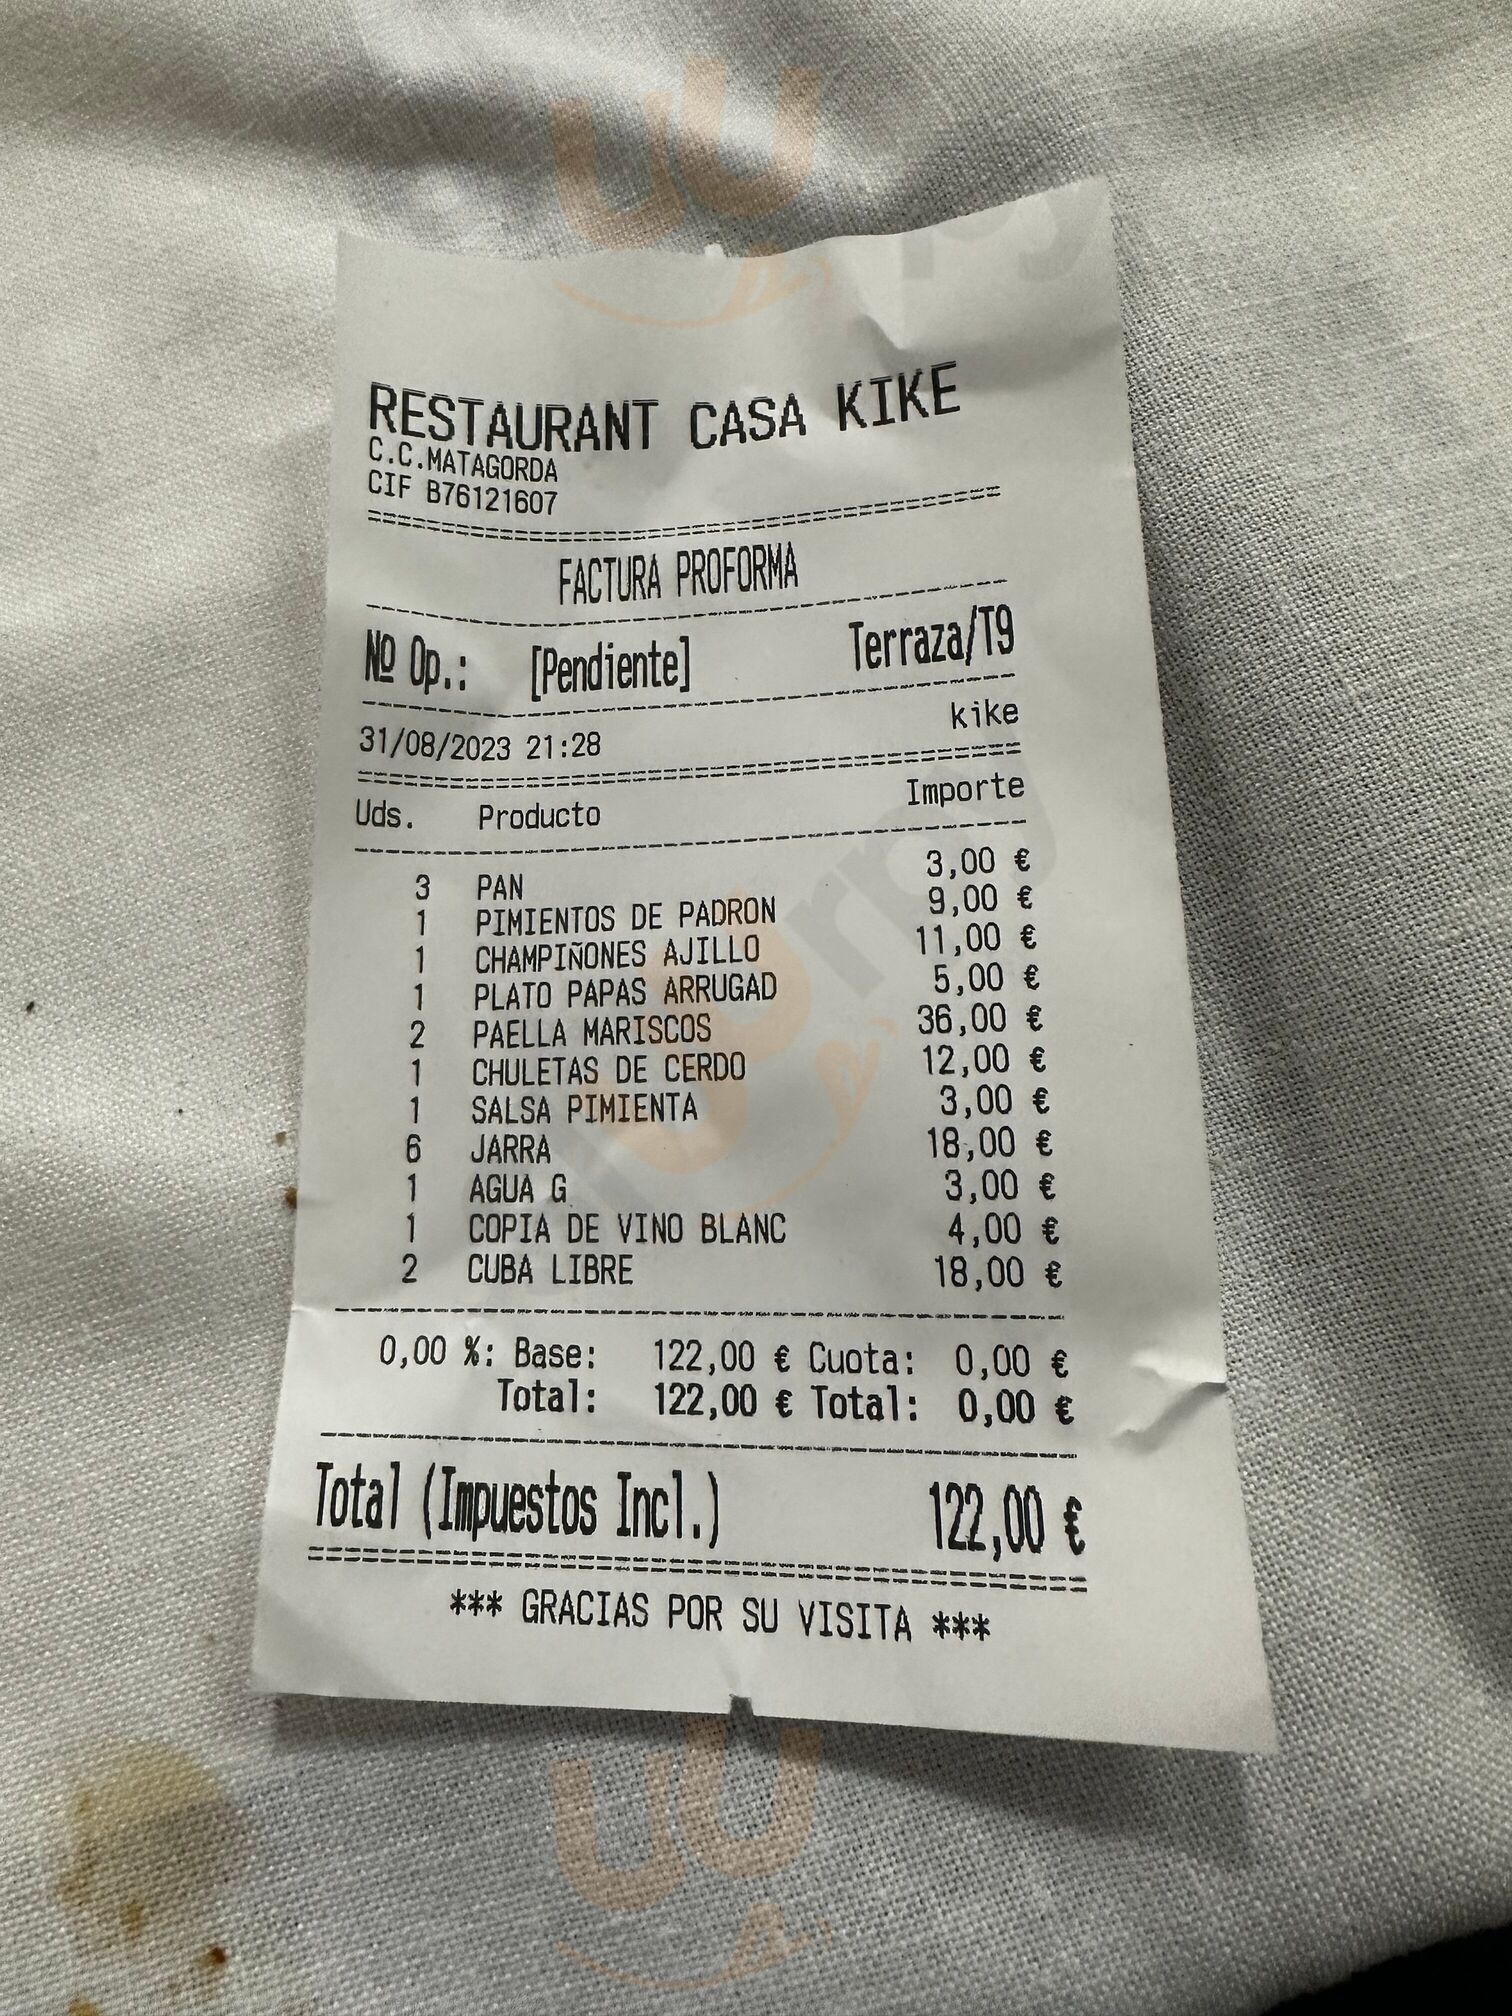 RESTAURANT CASA KIKE
C.C.MATAGORDA
CIF B76121607
FACTURA PROFORMA
Nº Op.: [Pendiente] Terraza/T9
31/08/2023 21:28 kike
Uds. Producto Importe
3 PAN 3,00 €
1 PIMIENTOS DE PADRON 9,00 €
1 CHAMPIÑONES AJILLO 11,00 €
1 PLATO PAPAS ARRUGAD 5,00 €
2 PAELLA MARISCOS 36,00 €
1 CHULETAS DE CERDO 12,00 €
1 SALSA PIMIENTA 3,00 €
6 JARRA 18,00 €
1 AGUA G 3,00 €
1 COPIA DE VINO BLANC 4,00 €
2 CUBA LIBRE 18,00 €
0,00 %: Base: 122,00 € Cuota: 0,00 €
Total: 122,00 € Total: 0,00 €
Total (Impuestos Incl.) 122,00 €
*** GRACIAS POR SU VISITA ***